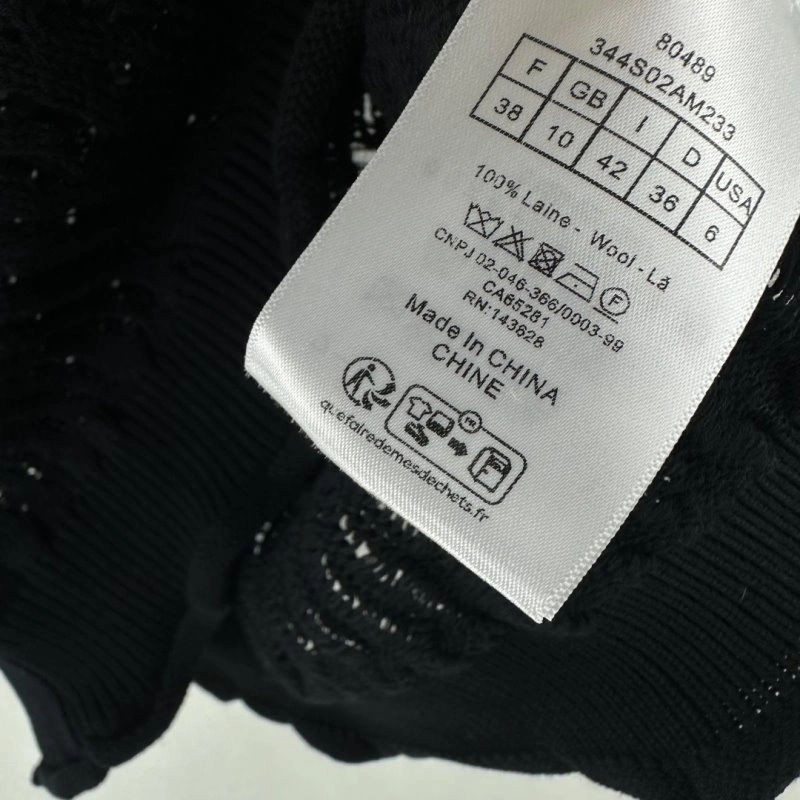 80489
344S02AM233
F GB I D USA
38 10 42 36 6
100% Laine - Wool - Lã
F
CNPJ 02-046-366/0003-99
CA65281
RN:143628
Made In CHINA
CHINE
FR
quefairedemesdechets.fr